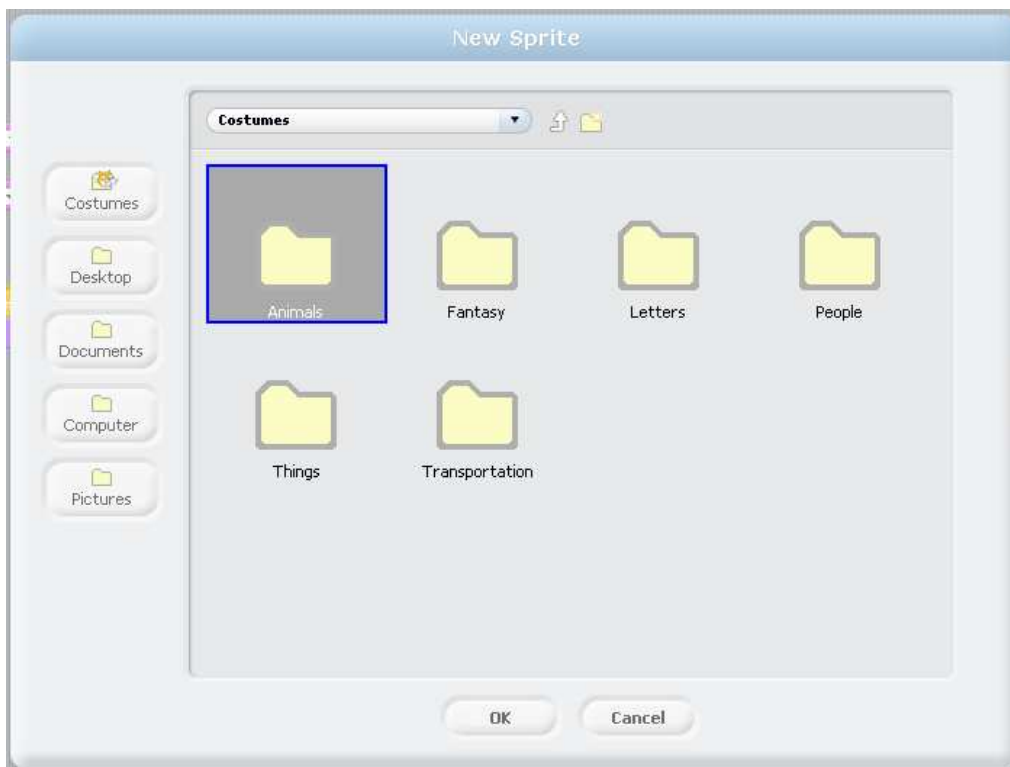 New Sprite
Costumes
Costumes
Desktop
Documents
Computer
Pictures
Animals
Fantasy
Letters
People
Things
Transportation
OK
Cancel